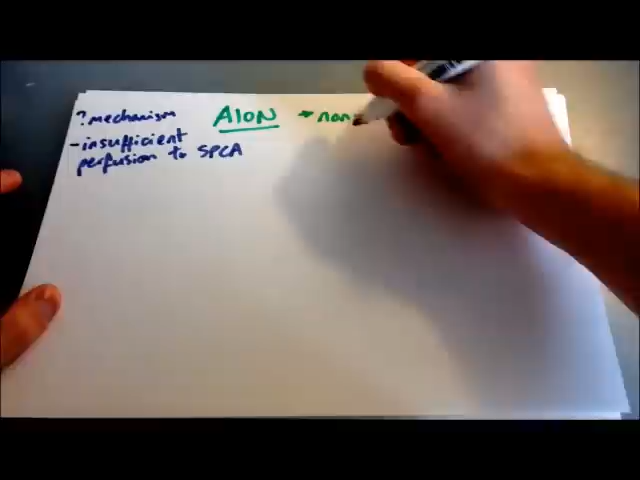 ?mechanism
AION → non
-insufficient
perfusion to SPCA